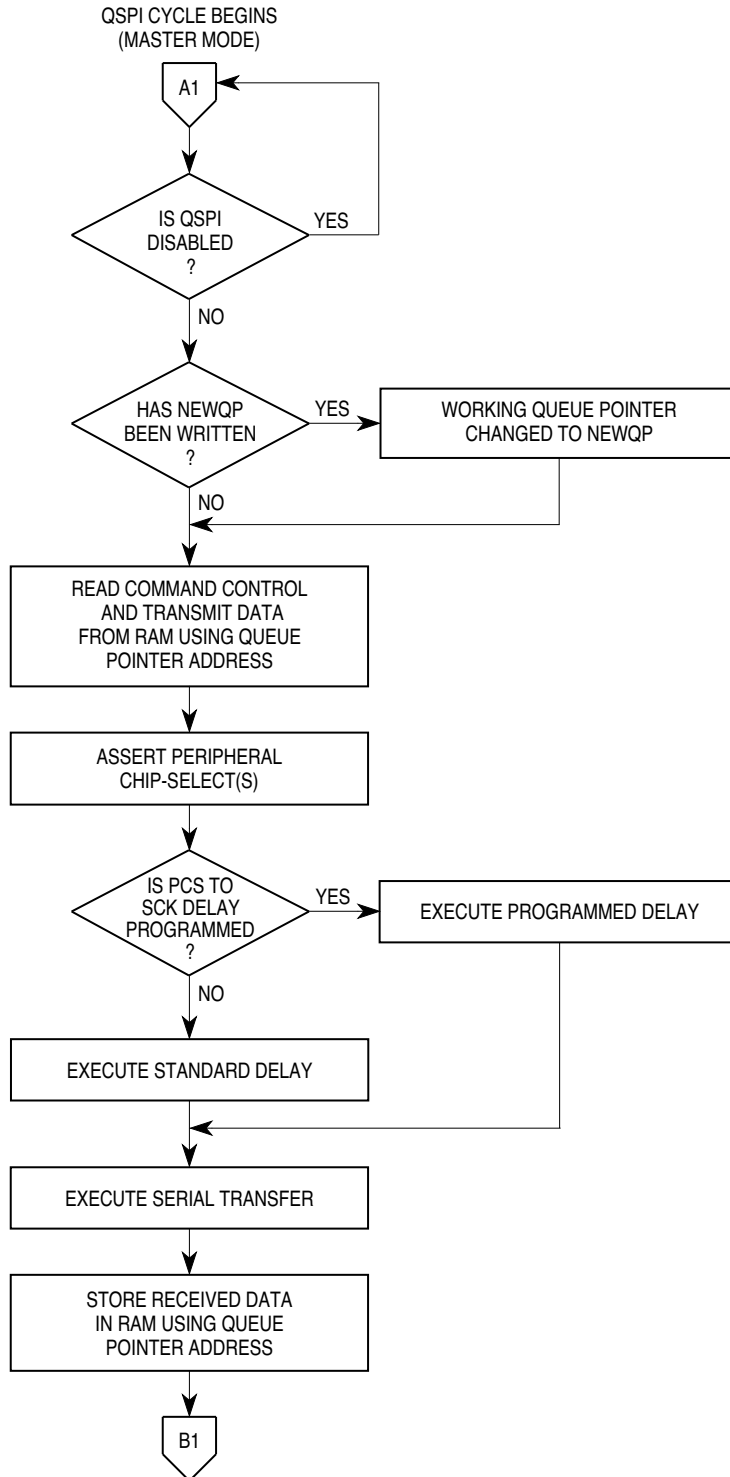 QSPI CYCLE BEGINS
(MASTER MODE)
A1
IS QSPI
DISABLED
?
YES
NO
HAS NEWQP
BEEN WRITTEN
?
YES
WORKING QUEUE POINTER
CHANGED TO NEWQP
NO
READ COMMAND CONTROL
AND TRANSMIT DATA
FROM RAM USING QUEUE
POINTER ADDRESS
ASSERT PERIPHERAL
CHIP-SELECT(S)
IS PCS TO
SCK DELAY
PROGRAMMED
?
YES
EXECUTE PROGRAMMED DELAY
NO
EXECUTE STANDARD DELAY
EXECUTE SERIAL TRANSFER
STORE RECEIVED DATA
IN RAM USING QUEUE
POINTER ADDRESS
B1